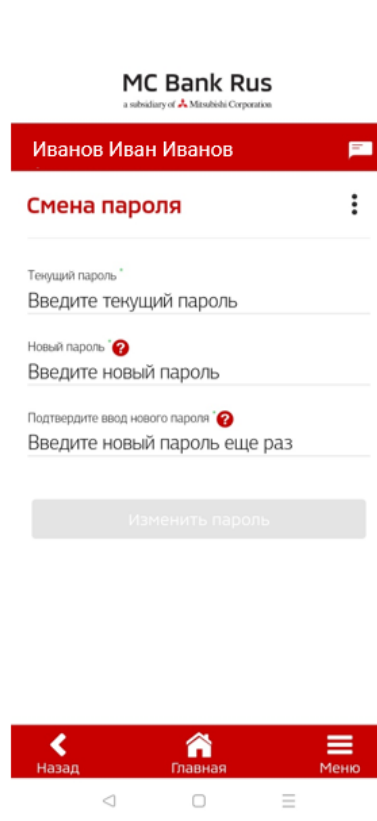 MC Bank Rus
a subsidiary of Mitsubishi Corporation
Иванов Иван Иванов
Смена пароля
Текущий пароль *
Введите текущий пароль
Новый пароль * ?
Введите новый пароль
Подтвердите ввод нового пароля * ?
Введите новый пароль еще раз
Изменить пароль
Назад Главная Меню